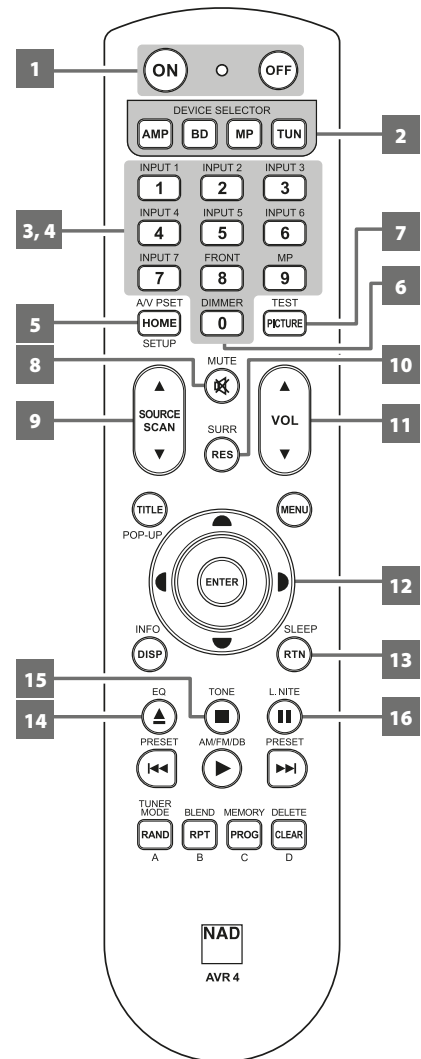 1 ON OFF
DEVICE SELECTOR
AMP BD MP TUN 2
INPUT 1 INPUT 2 INPUT 3
1 2 3
INPUT 4 INPUT 5 INPUT 6
3, 4 4 5 6 7
INPUT 7 FRONT MP
7 8 9 6
A/V PSET DIMMER TEST
5 HOME 0 PICTURE
SETUP
8 MUTE 10
9 SOURCE SCAN VOL 11
SURR
RES
TITLE MENU
POP-UP
ENTER 12
INFO SLEEP
DISP RTN 13
15
EQ TONE L. NITE
14 16
PRESET AM/FM/DB PRESET
TUNER MODE BLEND MEMORY DELETE
RAND RPT PROG CLEAR
A B C D
NAD
AVR 4